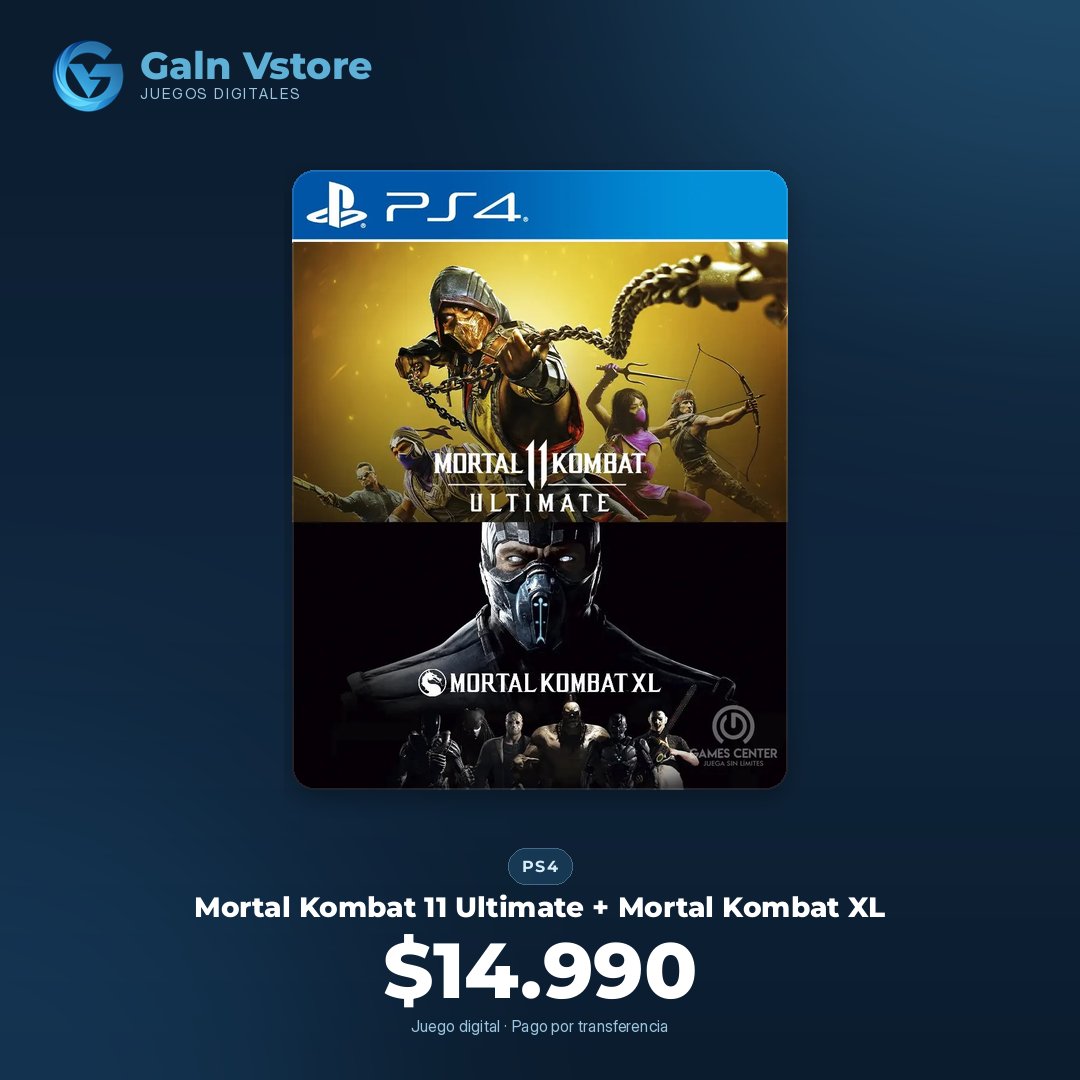 Galn Vstore
JUEGOS DIGITALES
PS4
MORTAL 11 KOMBAT
ULTIMATE
MORTAL KOMBAT XL
GAMES CENTER
JUEGA SIN LÍMITES
PS4
Mortal Kombat 11 Ultimate + Mortal Kombat XL
$14.990
Juego digital · Pago por transferencia